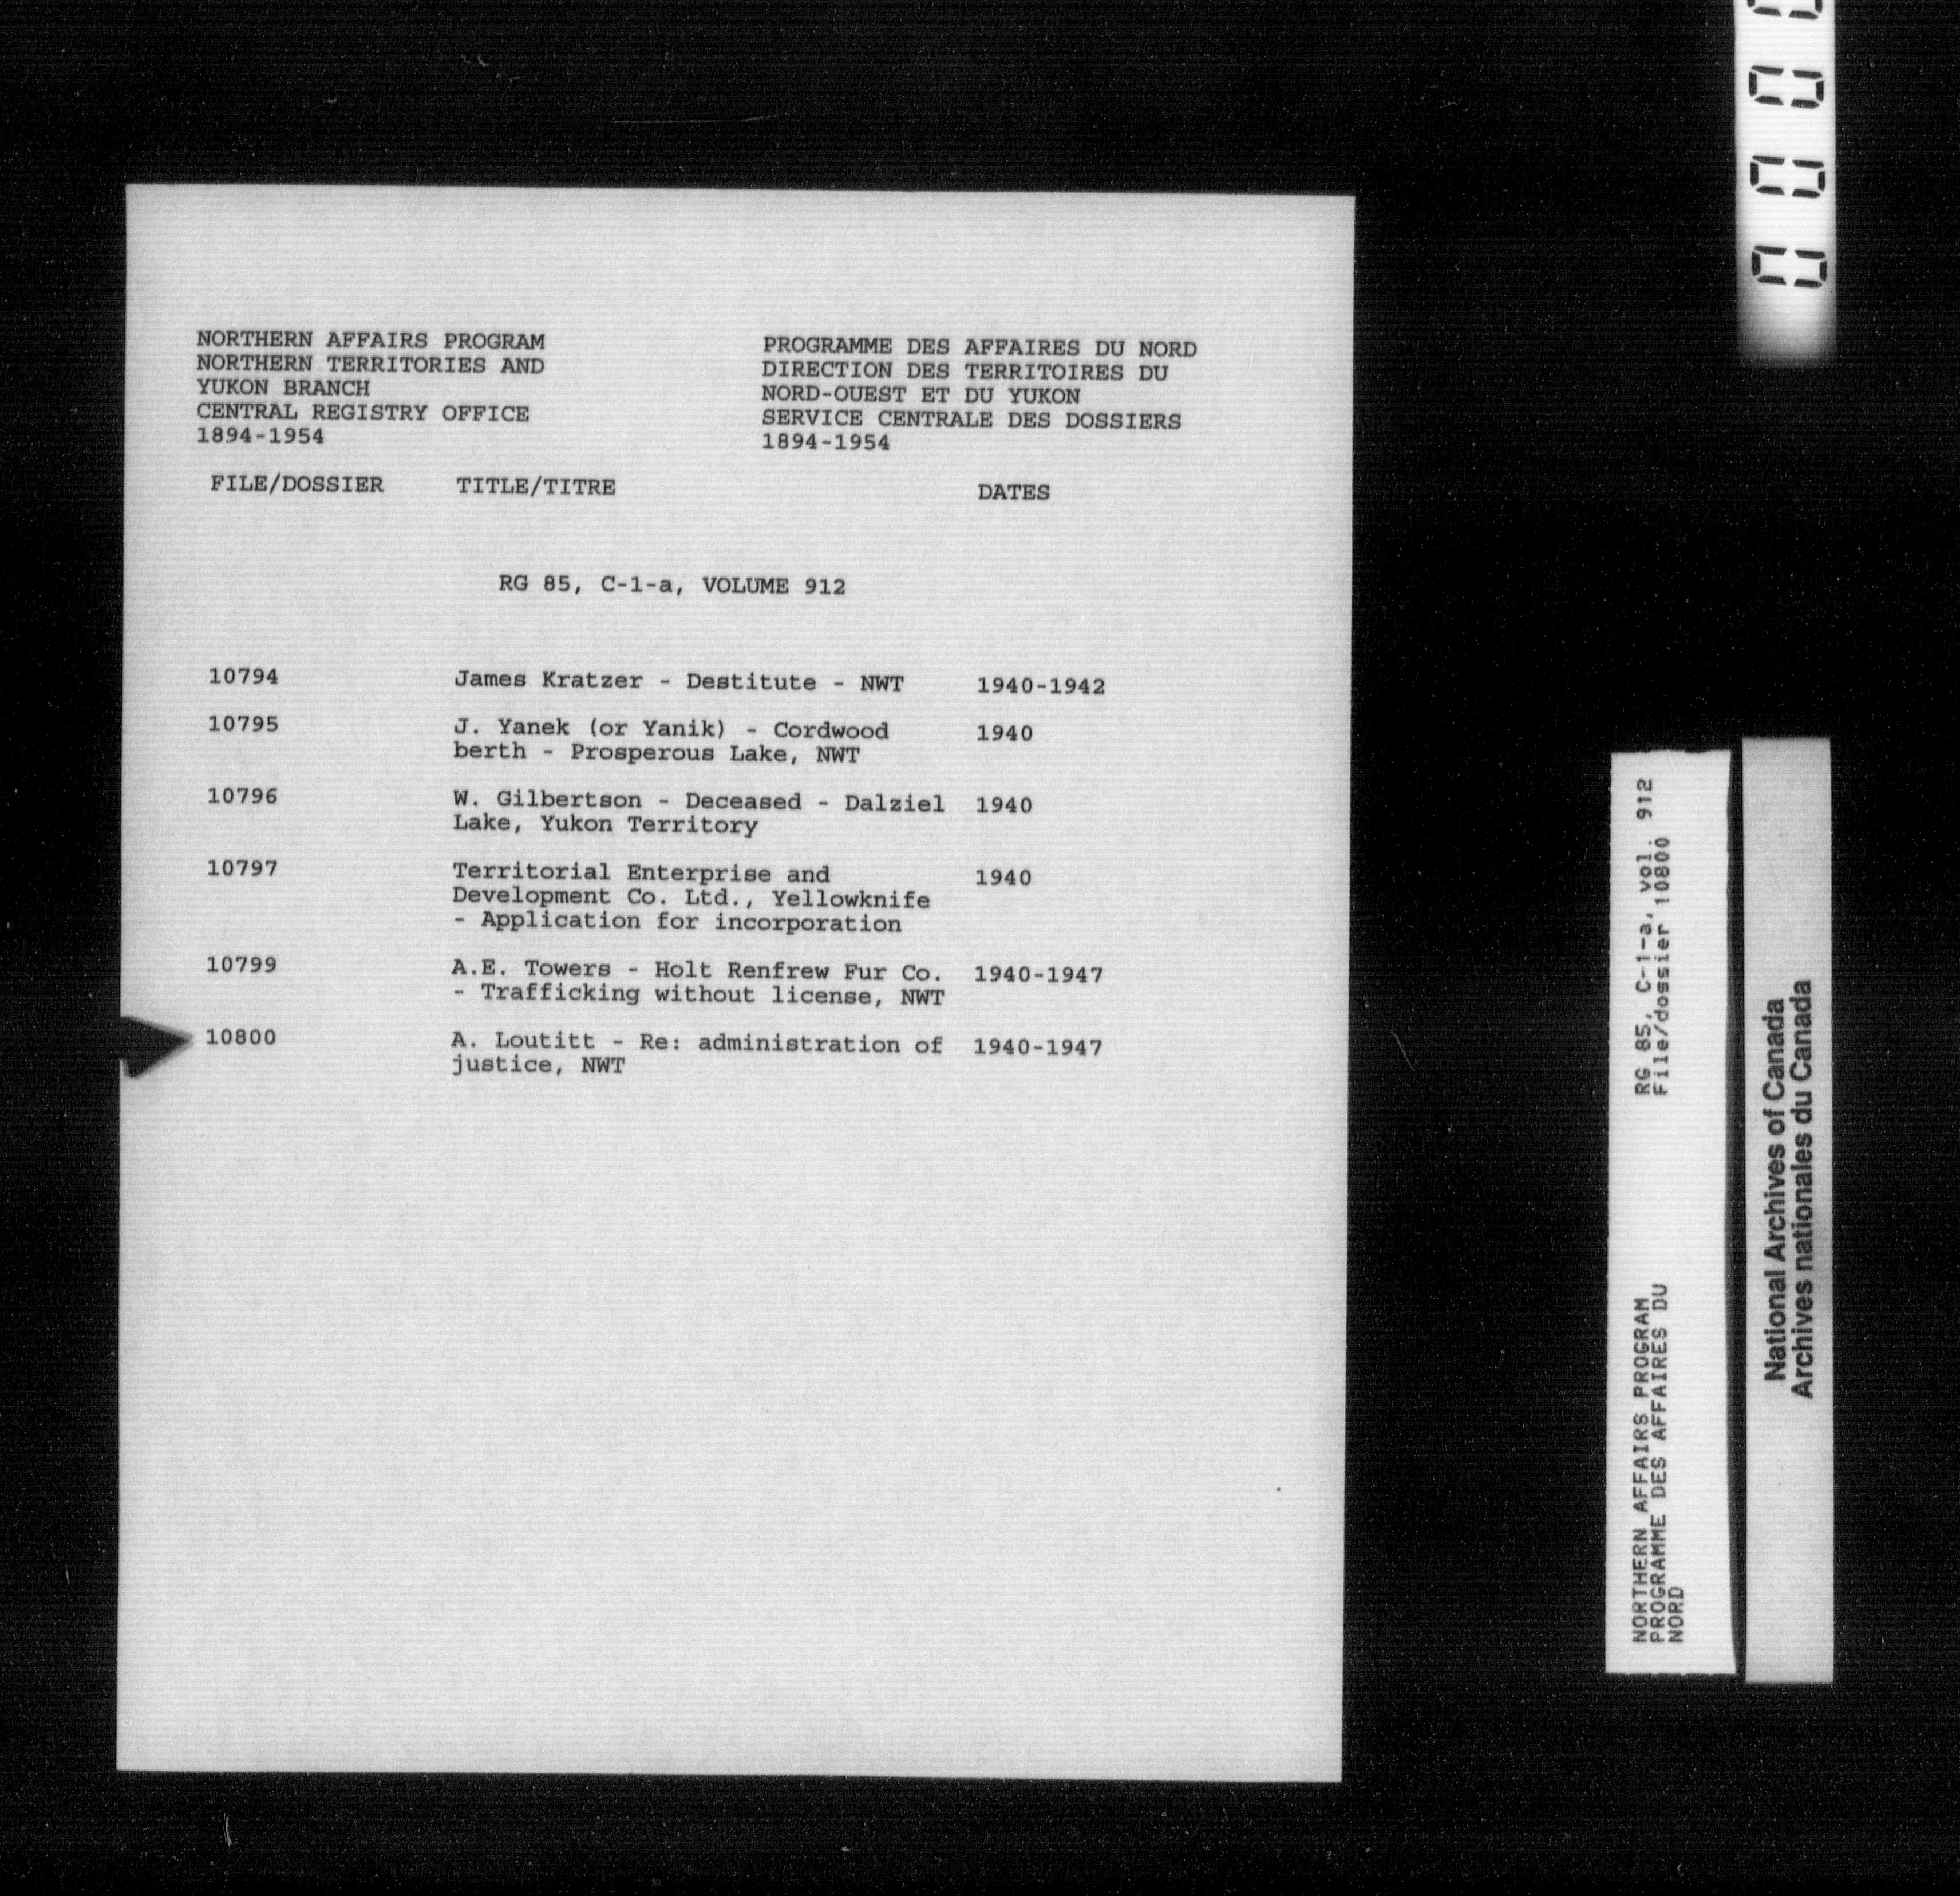 NORTHERN AFFAIRS PROGRAM
NORTHERN TERRITORIES AND
YUKON BRANCH
CENTRAL REGISTRY OFFICE
1894-1954
PROGRAMME DES AFFAIRES DU NORD
DIRECTION DES TERRITOIRES DU
NORD-OUEST ET DU YUKON
SERVICE CENTRALE DES DOSSIERS
1894-1954
FILE/DOSSIER TITLE/TITRE DATES
RG 85, C-1-a, VOLUME 912
10794 James Kratzer - Destitute - NWT 1940-1942
10795 J. Yanek (or Yanik) - Cordwood 1940
berth - Prosperous Lake, NWT
10796 W. Gilbertson - Deceased - Dalziel 1940
Lake, Yukon Territory
10797 Territorial Enterprise and 1940
Development Co. Ltd., Yellowknife
- Application for incorporation
10799 A.E. Towers - Holt Renfrew Fur Co. 1940-1947
- Trafficking without license, NWT
10800 A. Loutitt - Re: administration of 1940-1947
justice, NWT
NORTHERN AFFAIRS PROGRAM RG 85, C-1-a, vol. 912
PROGRAMME DES AFFAIRES DU File/dossier 10800
NORD
National Archives of Canada
Archives nationales du Canada